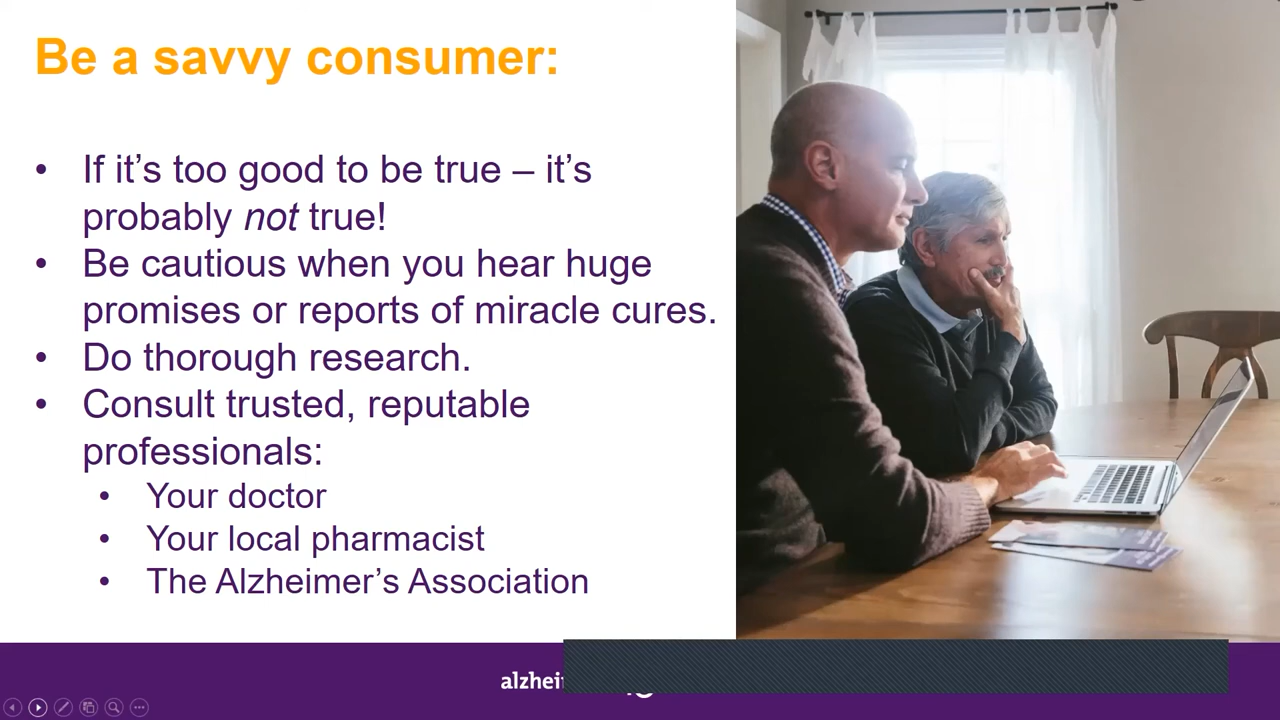 Be a savvy consumer:
• If it’s too good to be true – it’s
probably not true!
• Be cautious when you hear huge
promises or reports of miracle cures.
• Do thorough research.
• Consult trusted, reputable
professionals:
• Your doctor
• Your local pharmacist
• The Alzheimer’s Association